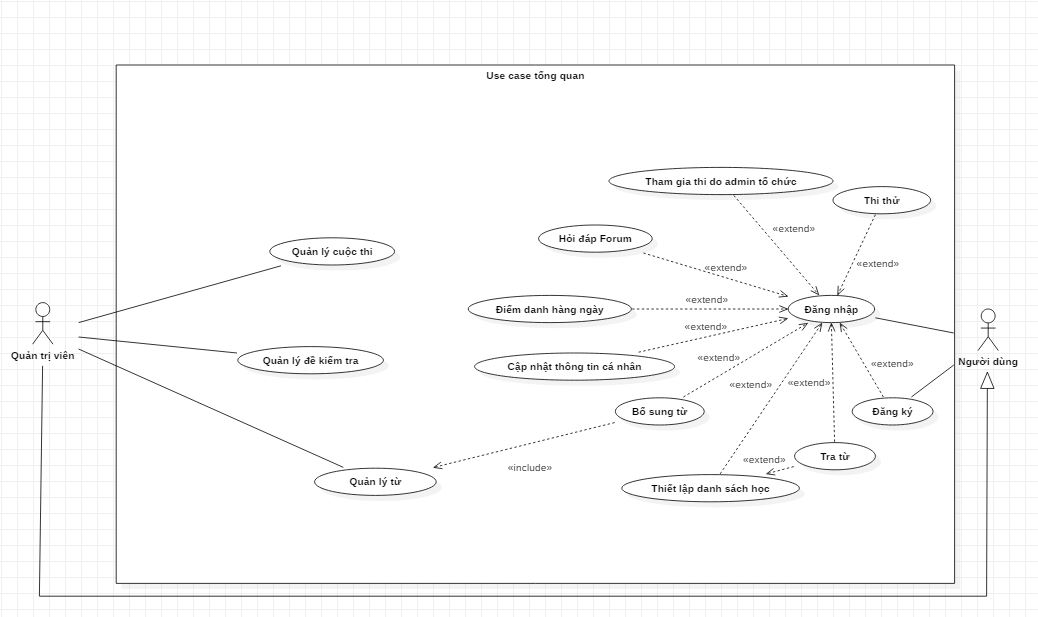 Use case tổng quan
Tham gia thi do admin tổ chức
Thi thử
«extend»
Hỏi đáp Forum
Quản lý cuộc thi
«extend»
«extend»
Điểm danh hàng ngày
«extend»
Đăng nhập
«extend»
Quản trị viên
Quản lý đề kiểm tra
Cập nhật thông tin cá nhân
«extend»
«extend»
«extend»
«extend»
Người dùng
Bổ sung từ
Đăng ký
Tra từ
«extend»
«include»
Quản lý từ
Thiết lập danh sách học